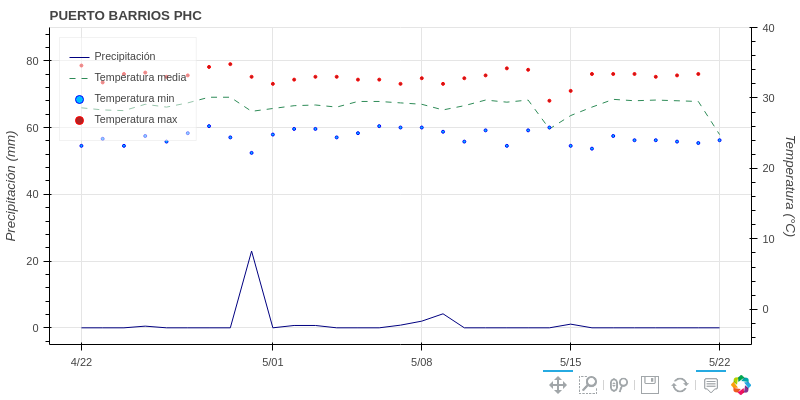 PUERTO BARRIOS PHC
Precipitación
Temperatura media
Temperatura min
Temperatura max
Precipitación (mm)
80
60
40
20
0
Temperatura (°C)
40
30
20
10
0
4/22
5/01
5/08
5/15
5/22